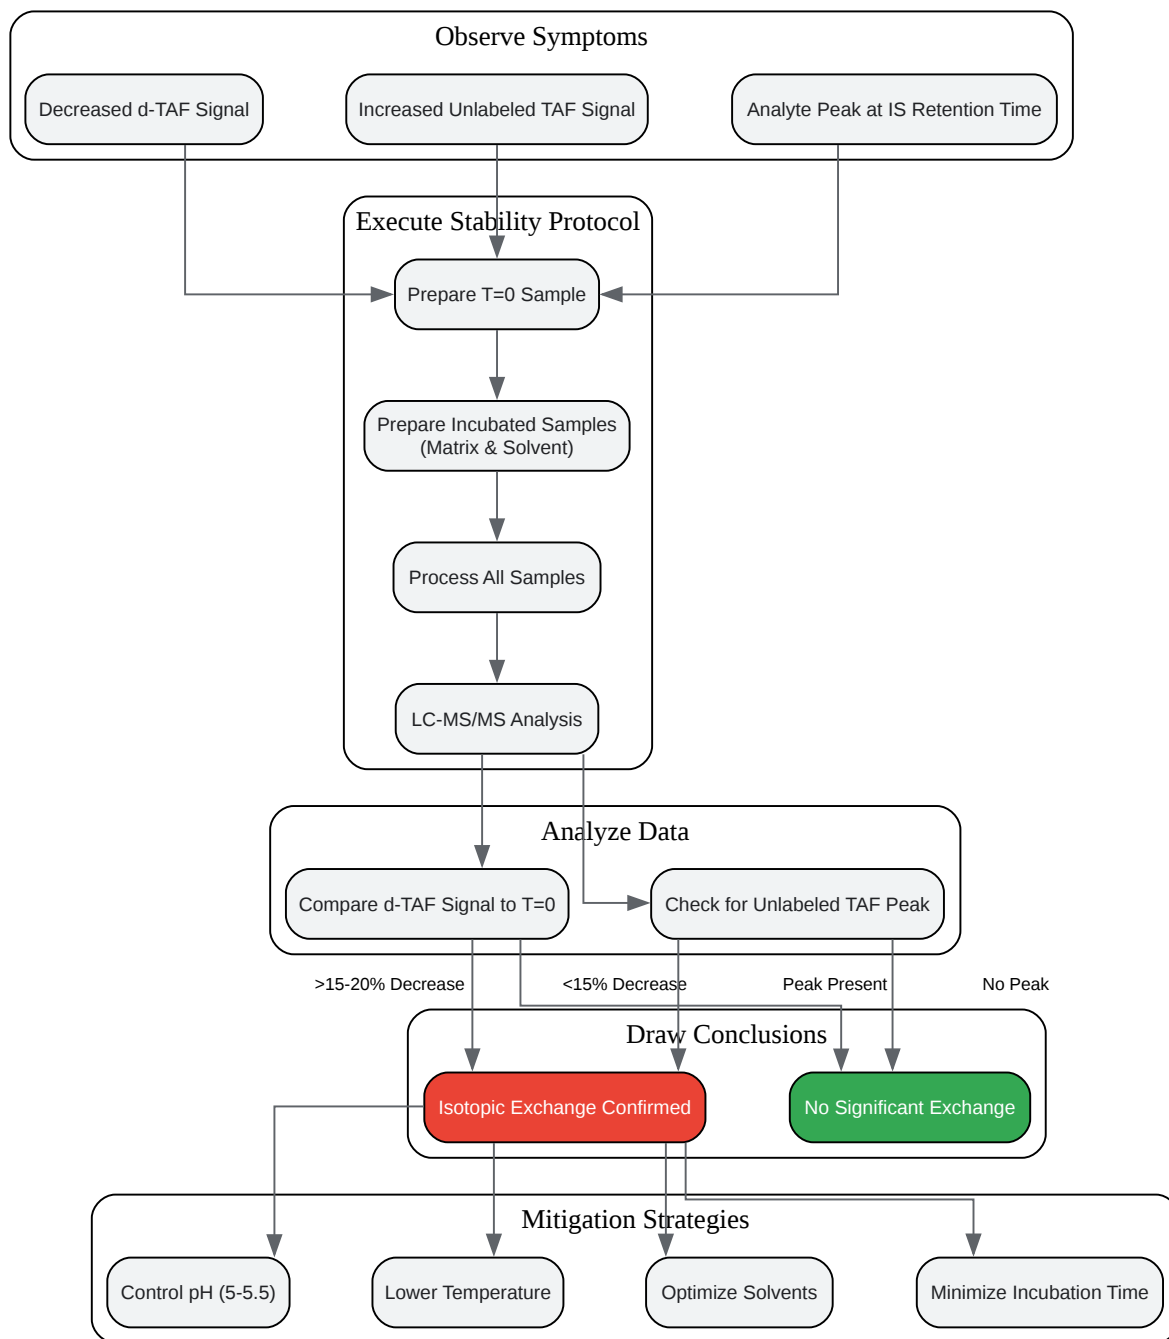 Observe Symptoms
Decreased d-TAF Signal
Increased Unlabeled TAF Signal
Analyte Peak at IS Retention Time
Execute Stability Protocol
Prepare T=0 Sample
Prepare Incubated Samples
(Matrix & Solvent)
Process All Samples
LC-MS/MS Analysis
Analyze Data
Compare d-TAF Signal to T=0
Check for Unlabeled TAF Peak
>15-20% Decrease
<15% Decrease
Peak Present
No Peak
Draw Conclusions
Isotopic Exchange Confirmed
No Significant Exchange
Mitigation Strategies
Control pH (5-5.5)
Lower Temperature
Optimize Solvents
Minimize Incubation Time